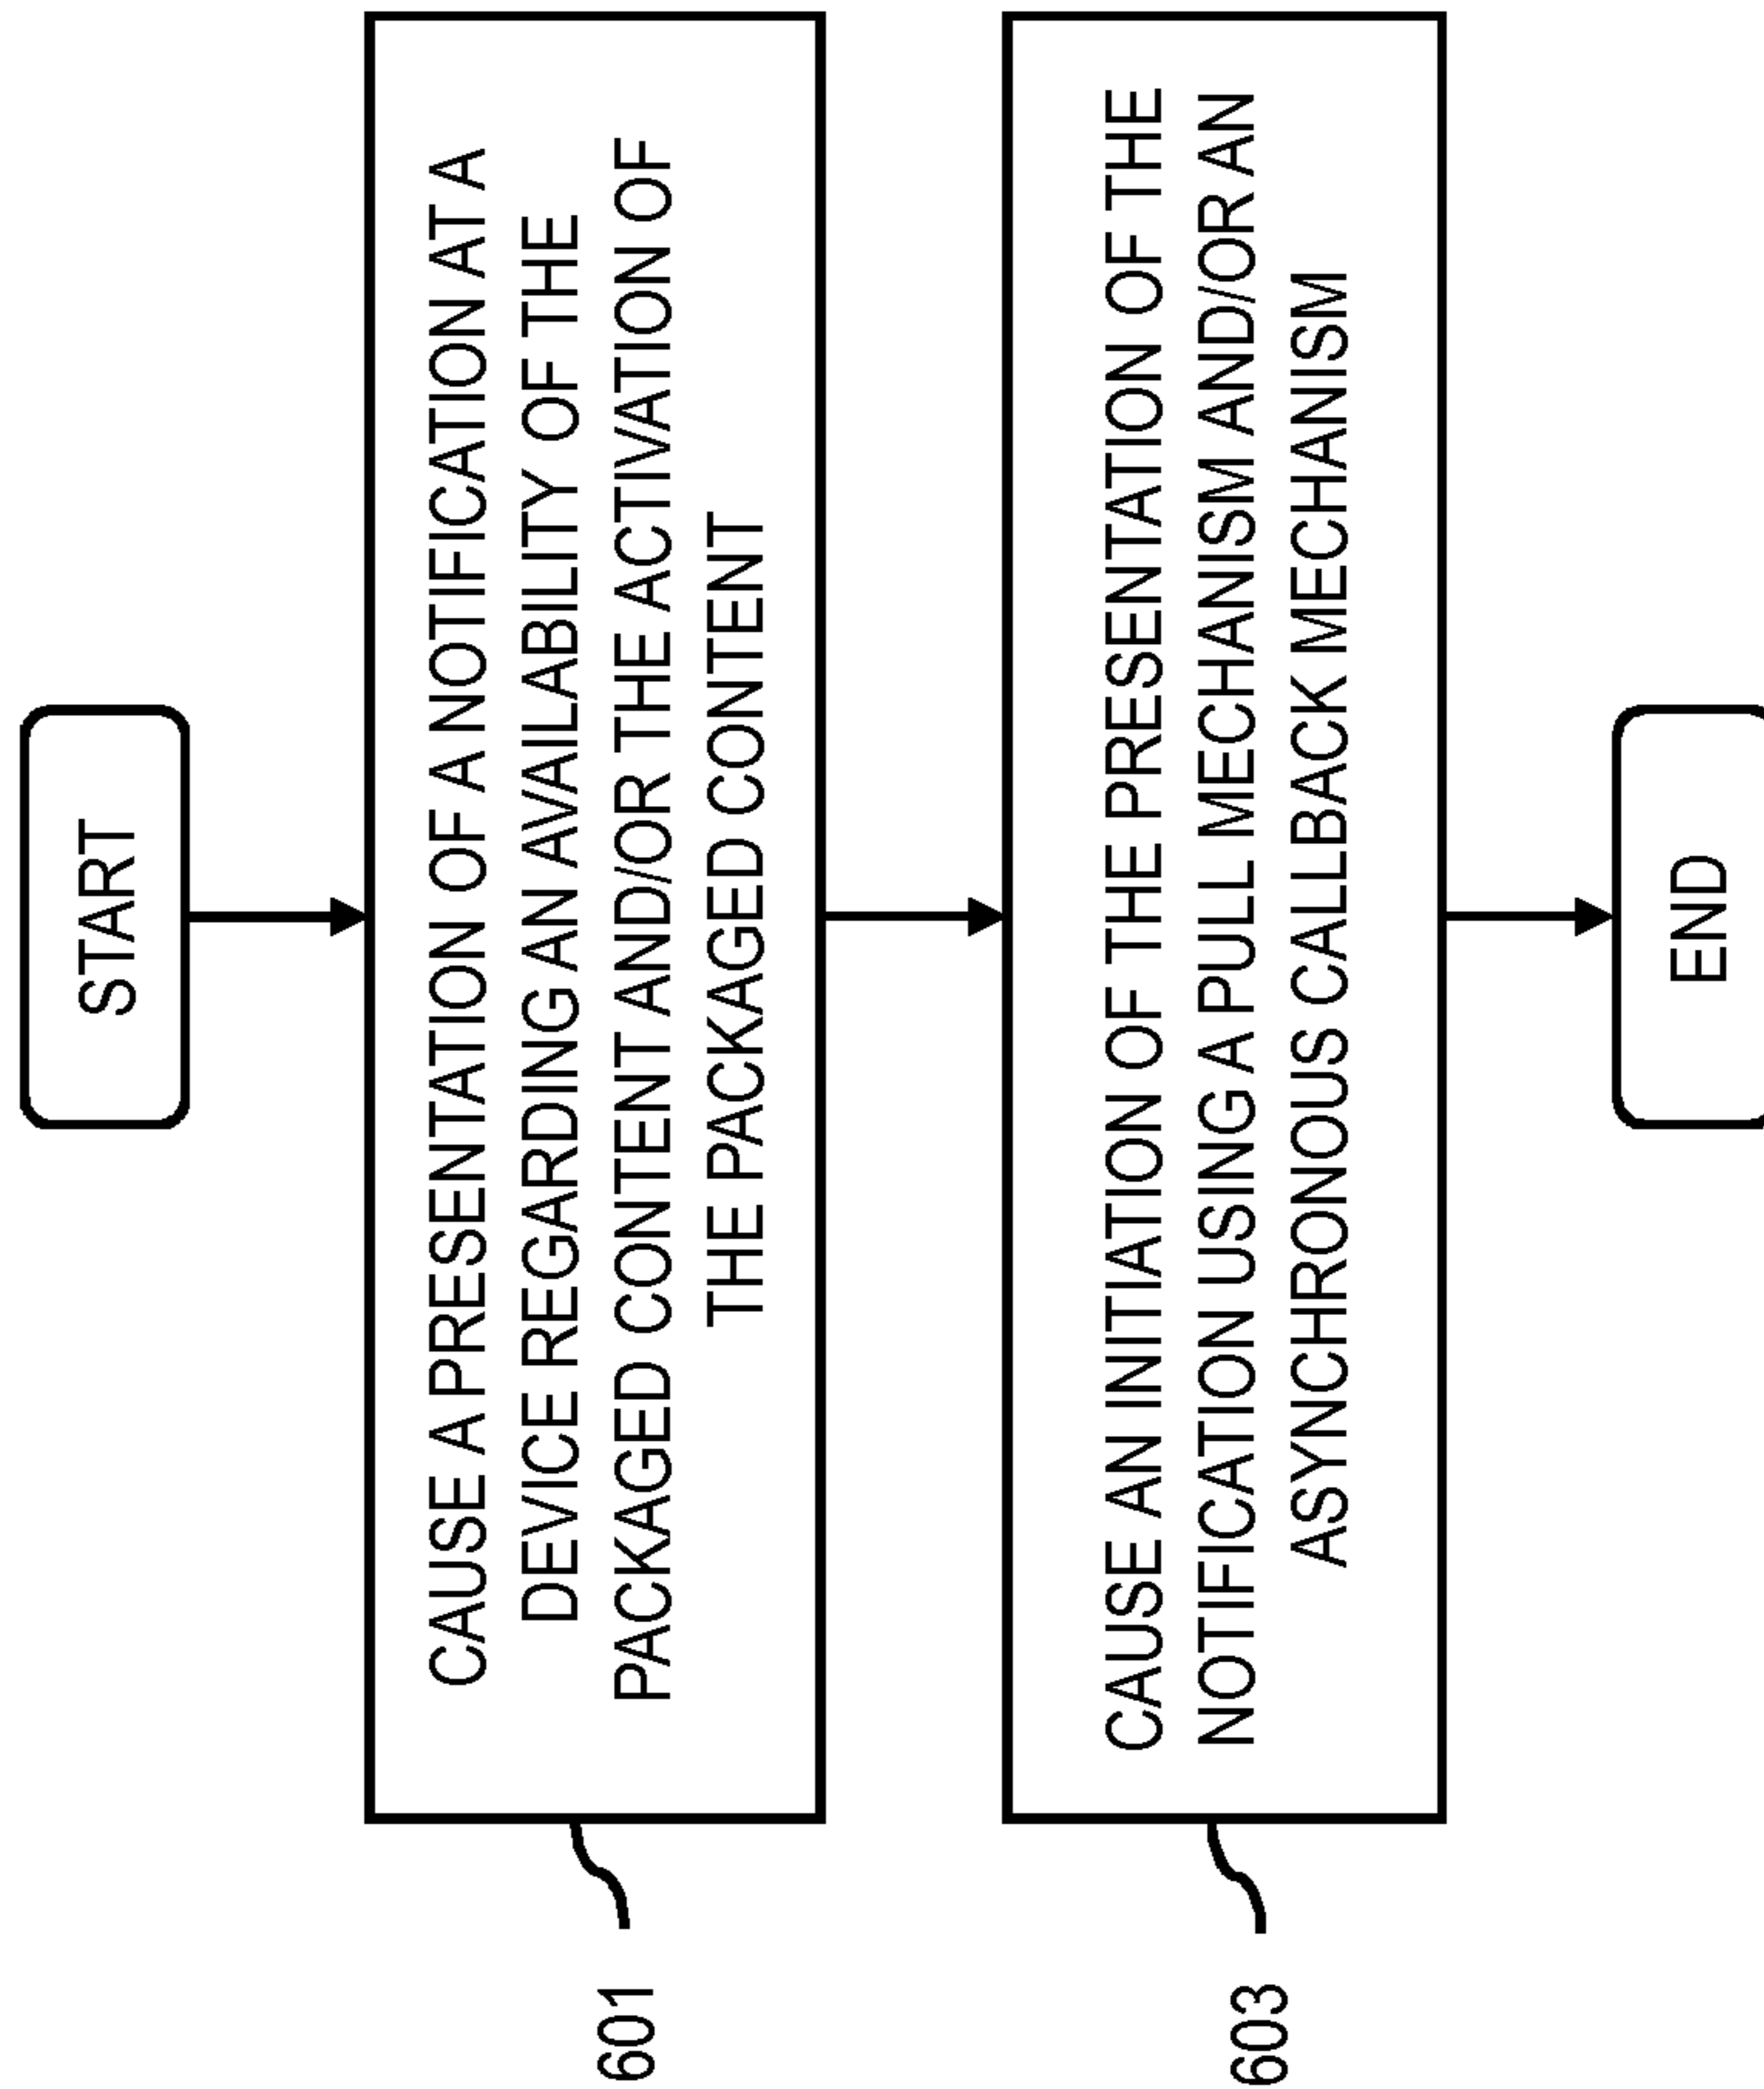 START
CAUSE A PRESENTATION OF A NOTIFICATION AT A
DEVICE REGARDING AN AVAILABILITY OF THE
PACKAGED CONTENT AND/OR THE ACTIVATION OF
THE PACKAGED CONTENT
601
CAUSE AN INITIATION OF THE PRESENTATION OF THE
NOTIFICATION USING A PULL MECHANISM AND/OR AN
ASYNCHRONOUS CALLBACK MECHANISM
603
END